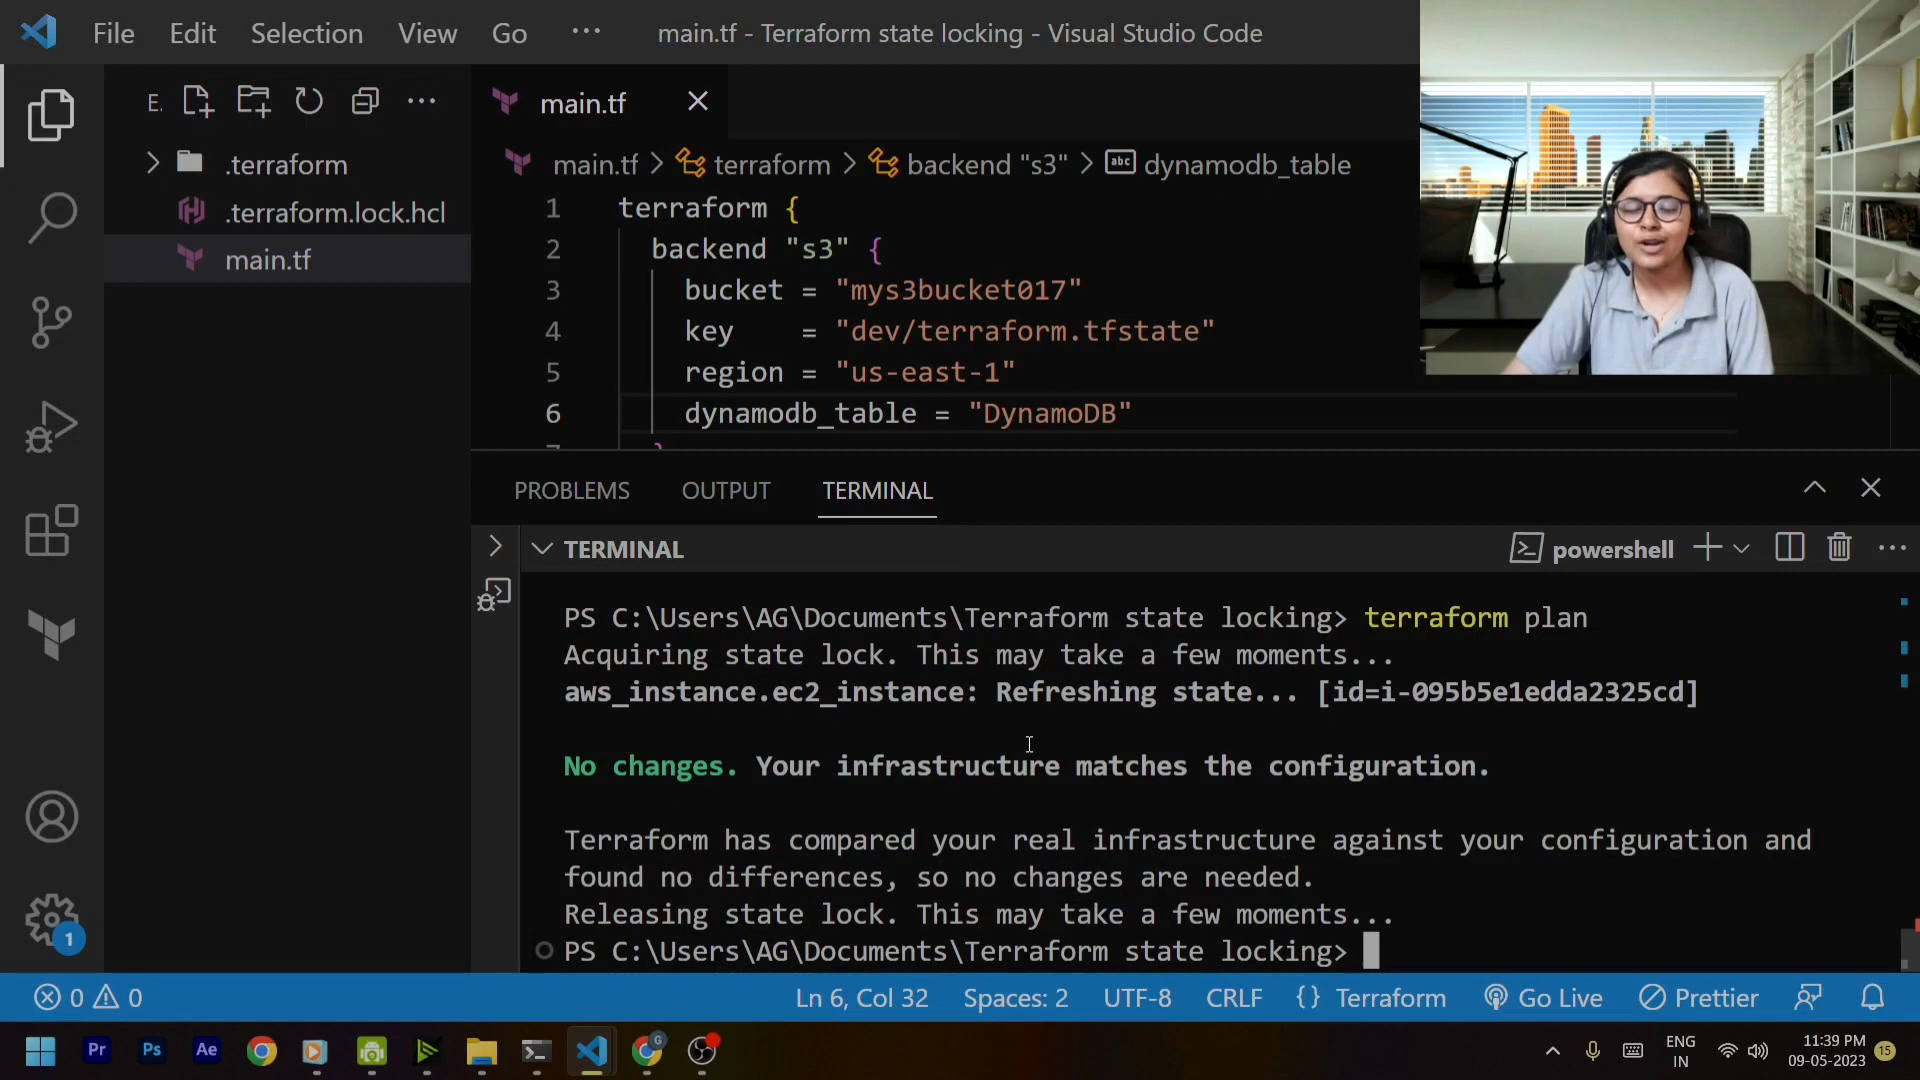 File Edit Selection View Go ... main.tf - Terraform state locking - Visual Studio Code
E.
main.tf
.terraform
.terraform.lock.hcl
main.tf
main.tf > terraform > backend "s3" > abc dynamodb_table
1 terraform {
2 backend "s3" {
3 bucket = "mys3bucket017"
4 key = "dev/terraform.tfstate"
5 region = "us-east-1"
6 dynamodb_table = "DynamoDB"
7 }
PROBLEMS OUTPUT TERMINAL
TERMINAL
powershell
PS C:\Users\AG\Documents\Terraform state locking> terraform plan
Acquiring state lock. This may take a few moments...
aws_instance.ec2_instance: Refreshing state... [id=i-095b5e1edda2325cd]
No changes. Your infrastructure matches the configuration.
Terraform has compared your real infrastructure against your configuration and
found no differences, so no changes are needed.
Releasing state lock. This may take a few moments...
PS C:\Users\AG\Documents\Terraform state locking>
1
0 0 Ln 6, Col 32 Spaces: 2 UTF-8 CRLF {} Terraform Go Live Prettier
Pr Ps Ae G
ENG
IN
11:39 PM
09-05-2023
15